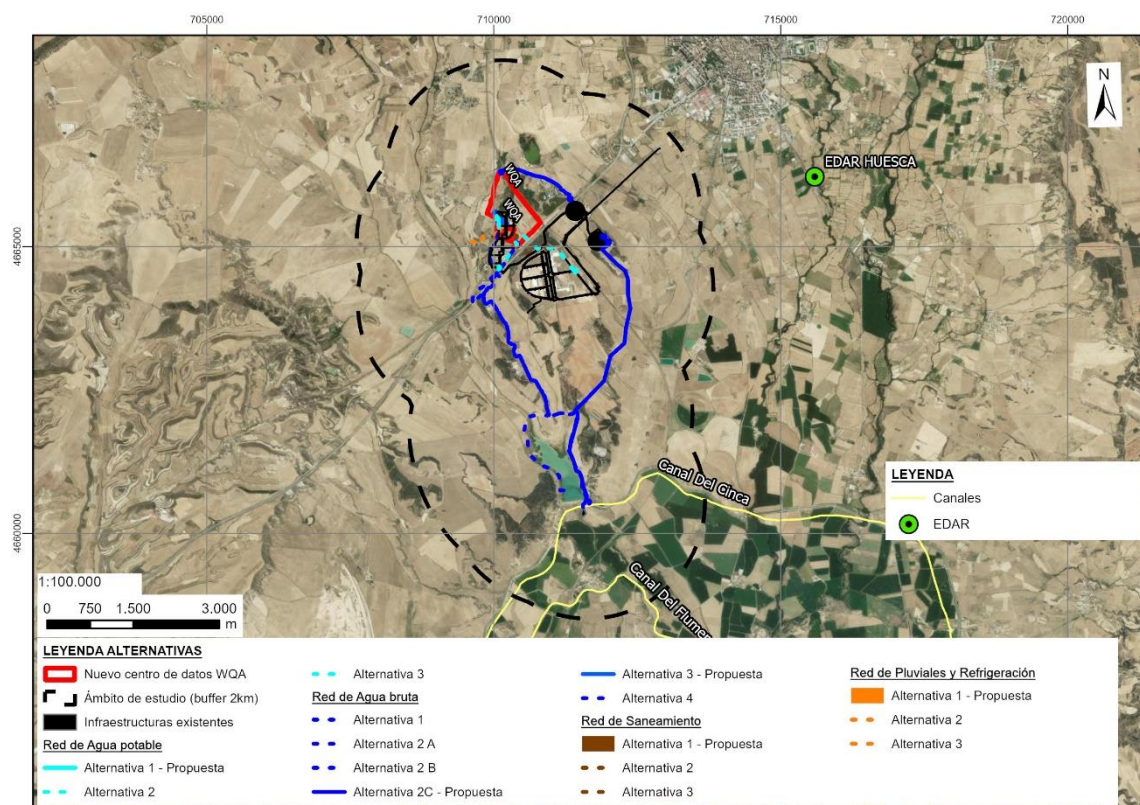 705000
710000
715000
720000
N
EDAR HUESCA
WQA
WQA
4665000
LEYENDA
Canales
EDAR
Canal Del Cinca
4660000
Canal Del Flumen
1:100.000
0 750 1.500 3.000
m
LEYENDA ALTERNATIVAS
Nuevo centro de datos WQA
Ámbito de estudio (buffer 2km)
Infraestructuras existentes
Red de Agua potable
Alternativa 1 - Propuesta
Alternativa 2
Alternativa 3
Red de Agua bruta
Alternativa 1
Alternativa 2 A
Alternativa 2 B
Alternativa 2C - Propuesta
Alternativa 3 - Propuesta
Alternativa 4
Red de Saneamiento
Alternativa 1 - Propuesta
Alternativa 2
Alternativa 3
Red de Pluviales y Refrigeración
Alternativa 1 - Propuesta
Alternativa 2
Alternativa 3